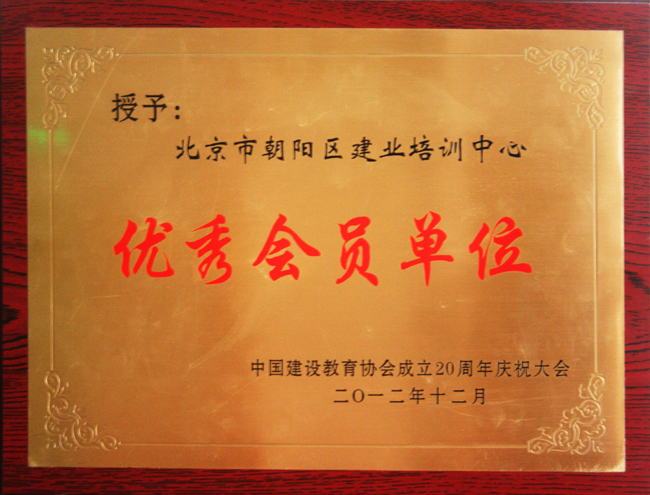 授予：
北京市朝阳区建业培训中心
优秀会员单位
中国建设教育协会成立20周年庆祝大会
二〇一二年十二月